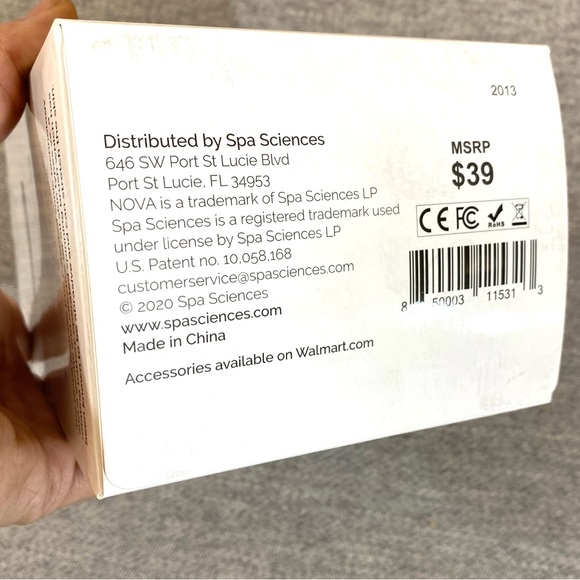 2013
Distributed by Spa Sciences
646 SW Port St Lucie Blvd
Port St Lucie, FL 34953
NOVA is a trademark of Spa Sciences LP
Spa Sciences is a registered trademark used
under license by Spa Sciences LP
U.S. Patent no. 10,058,168
customerservice@spasciences.com
© 2020 Spa Sciences
www.spasciences.com
Made in China
Accessories available on Walmart.com
MSRP
$39
CE FC RoHS
8 50003 11531 3